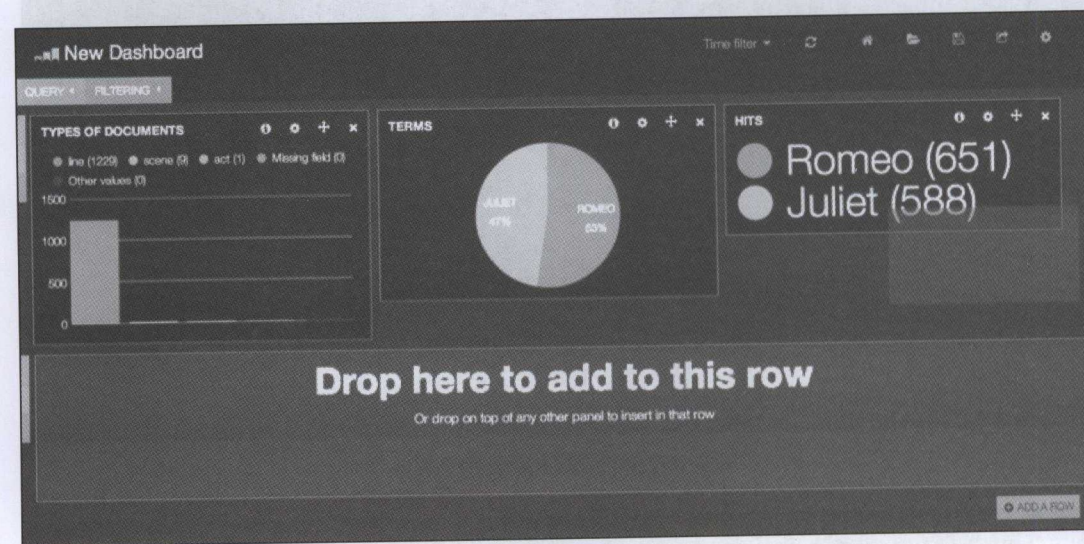 New Dashboard
Time filter
QUERY FILTERING
TYPES OF DOCUMENTS
line (1229) scene (9) act (1) Missing field (0)
Other values (0)
1500
1000
500
0
TERMS
JULIET
47%
ROMEO
53%
HITS
Romeo (651)
Juliet (588)
Drop here to add to this row
Or drop on top of any other panel to insert in that row
ADD A ROW